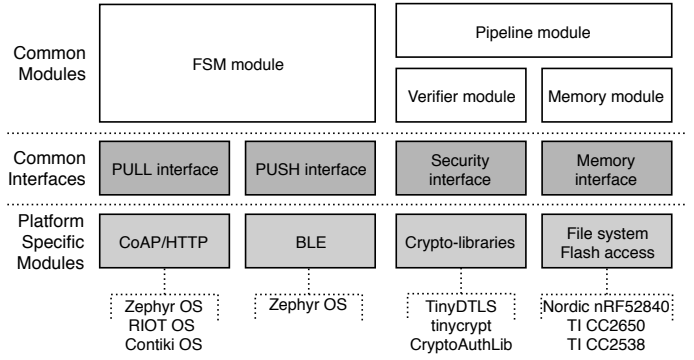 Common
Modules
FSM module
Pipeline module
Verifier module
Memory module
Common
Interfaces
PULL interface
PUSH interface
Security
interface
Memory
interface
Platform
Specific
Modules
CoAP/HTTP
BLE
Crypto-libraries
File system
Flash access
Zephyr OS
RIOT OS
Contiki OS
Zephyr OS
TinyDTLS
tinycrypt
CryptoAuthLib
Nordic nRF52840
TI CC2650
TI CC2538